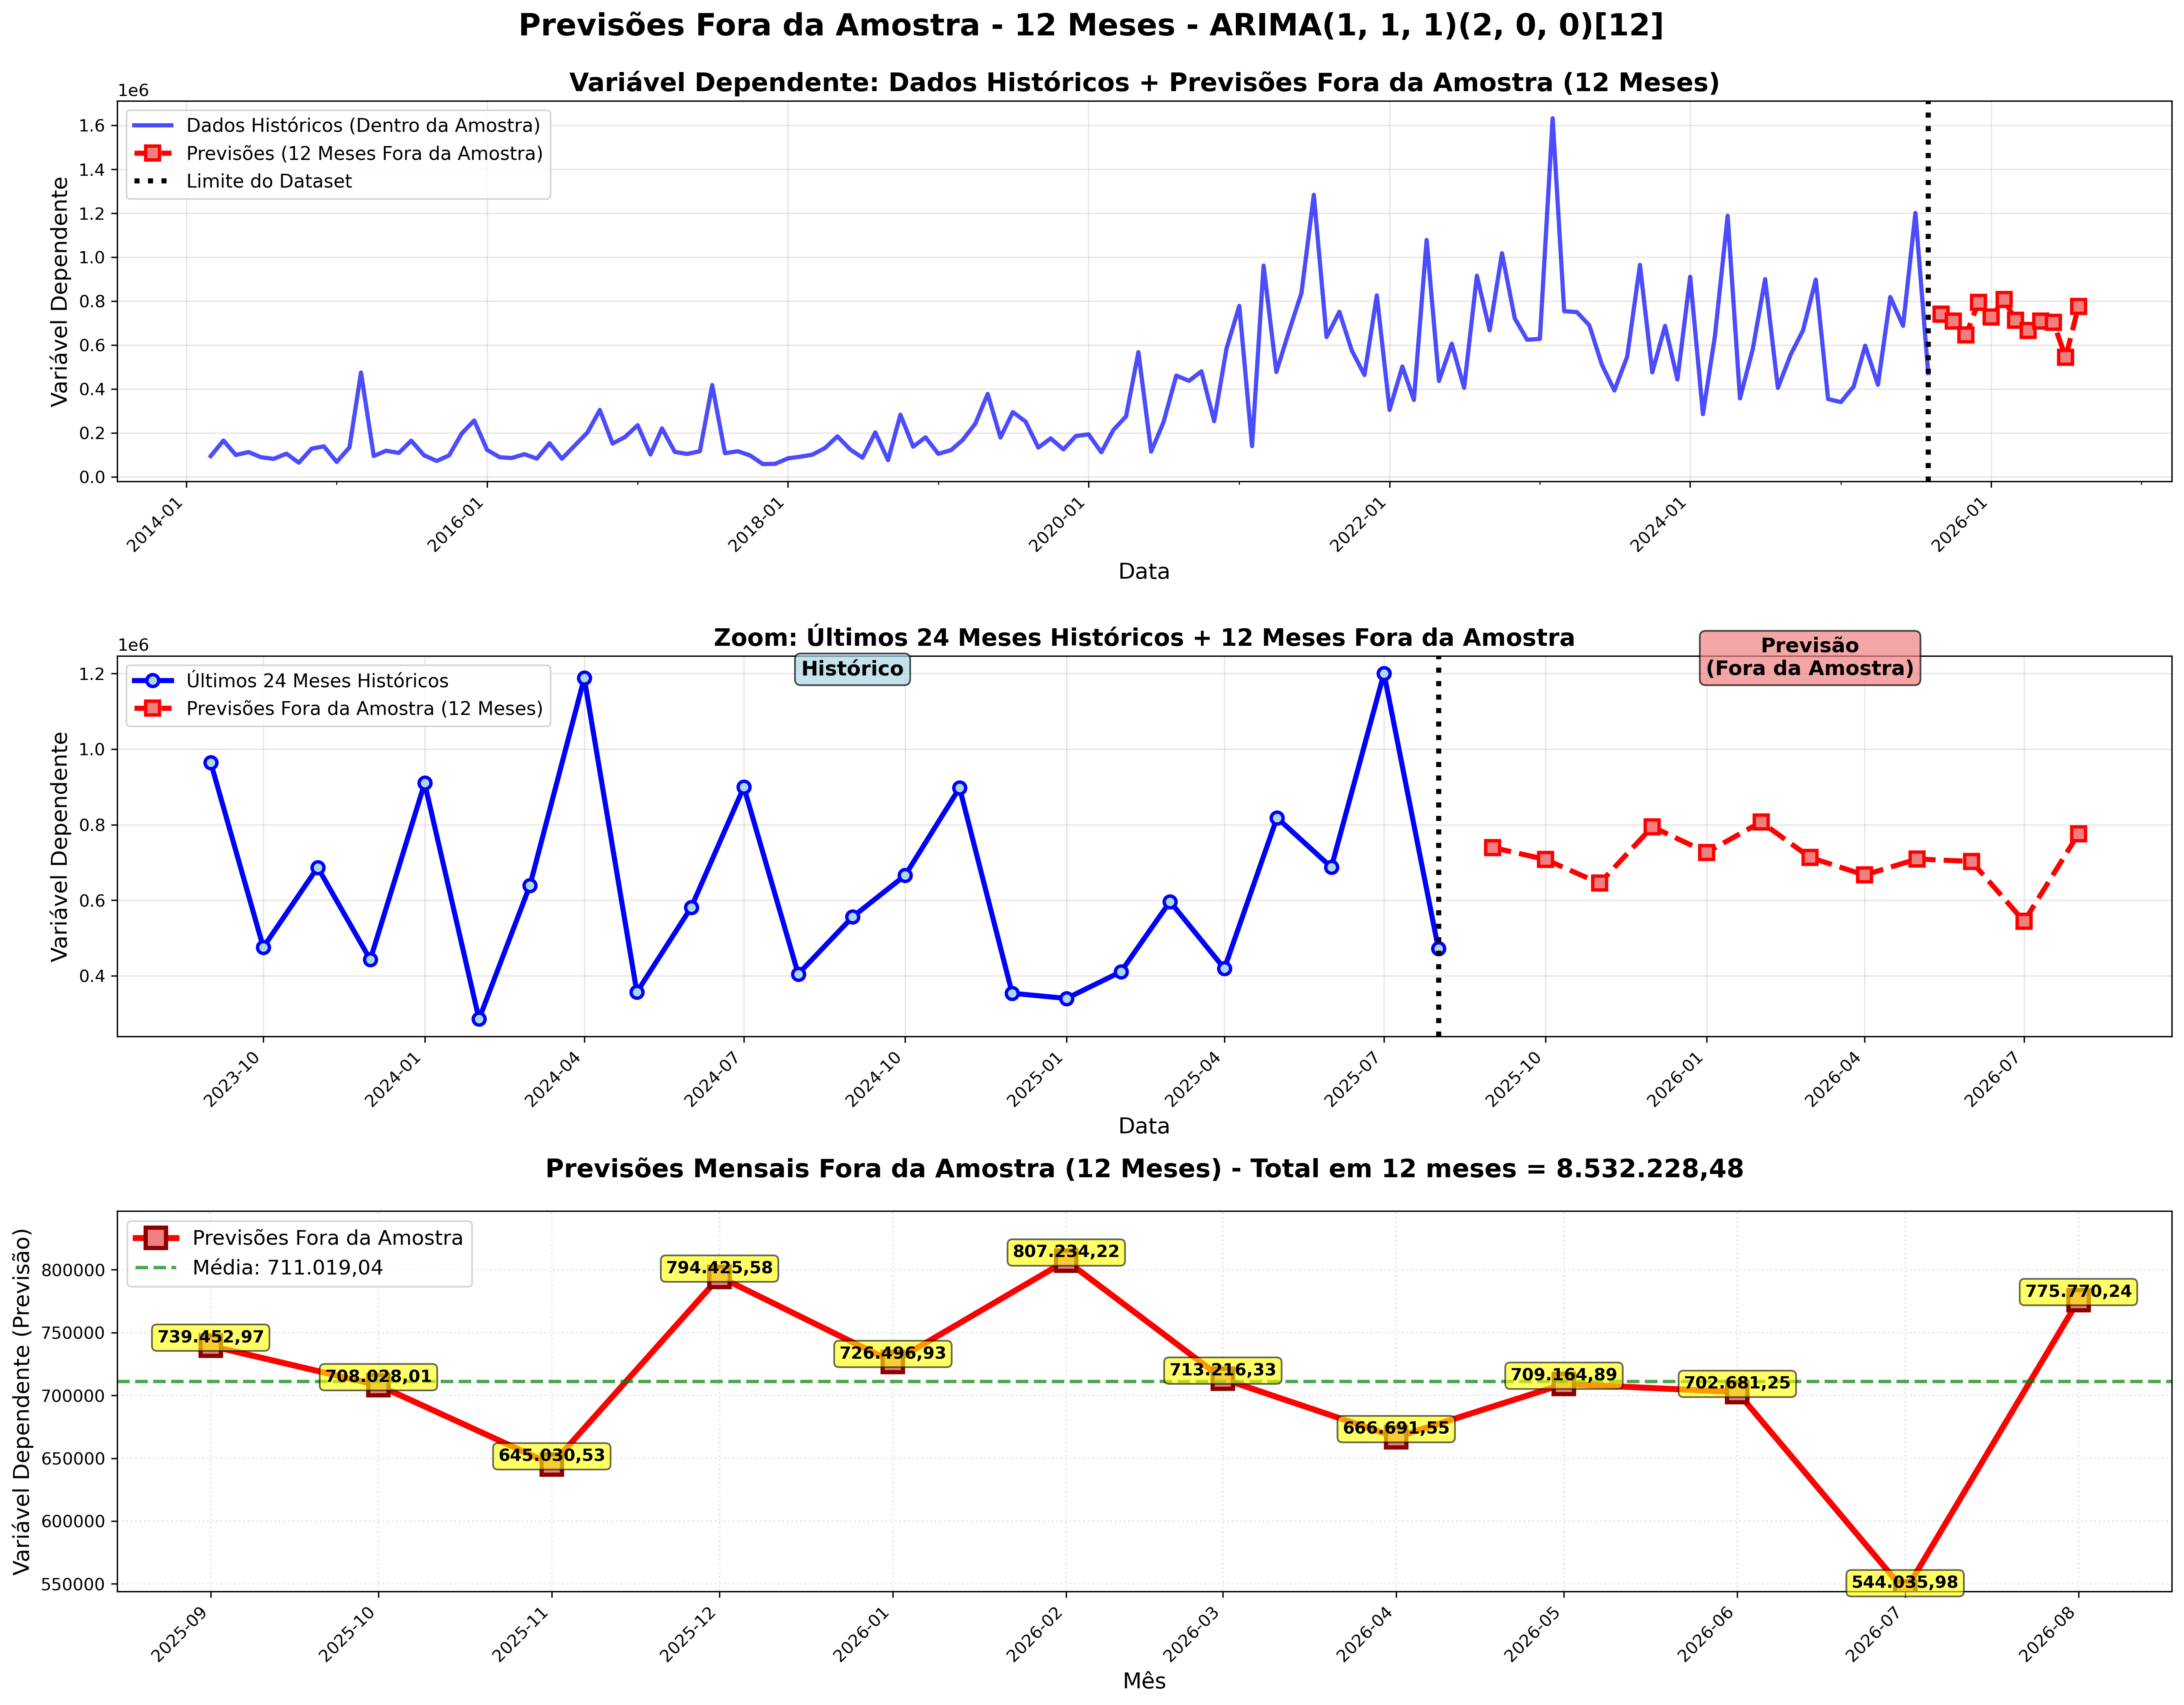 Previsões Fora da Amostra - 12 Meses - ARIMA(1, 1, 1)(2, 0, 0)[12]
Variável Dependente: Dados Históricos + Previsões Fora da Amostra (12 Meses)
1e6
Dados Históricos (Dentro da Amostra)
Previsões (12 Meses Fora da Amostra)
Limite do Dataset
Variável Dependente
1.6
1.4
1.2
1.0
0.8
0.6
0.4
0.2
0.0
2014-01
2016-01
2018-01
2020-01
2022-01
2024-01
2026-01
Data
Zoom: Últimos 24 Meses Históricos + 12 Meses Fora da Amostra
1e6
Últimos 24 Meses Históricos
Previsões Fora da Amostra (12 Meses)
Histórico
Previsão
(Fora da Amostra)
Variável Dependente
1.2
1.0
0.8
0.6
0.4
2023-10
2024-01
2024-04
2024-07
2024-10
2025-01
2025-04
2025-07
2025-10
2026-01
2026-04
2026-07
Data
Previsões Mensais Fora da Amostra (12 Meses) - Total em 12 meses = 8.532.228,48
Previsões Fora da Amostra
Média: 711.019,04
Variável Dependente (Previsão)
800000
750000
700000
650000
600000
550000
739.452,97
708.028,01
645.030,53
794.425,58
726.496,93
807.234,22
713.216,33
666.691,55
709.164,89
702.681,25
544.035,98
775.770,24
2025-09
2025-10
2025-11
2025-12
2026-01
2026-02
2026-03
2026-04
2026-05
2026-06
2026-07
2026-08
Mês